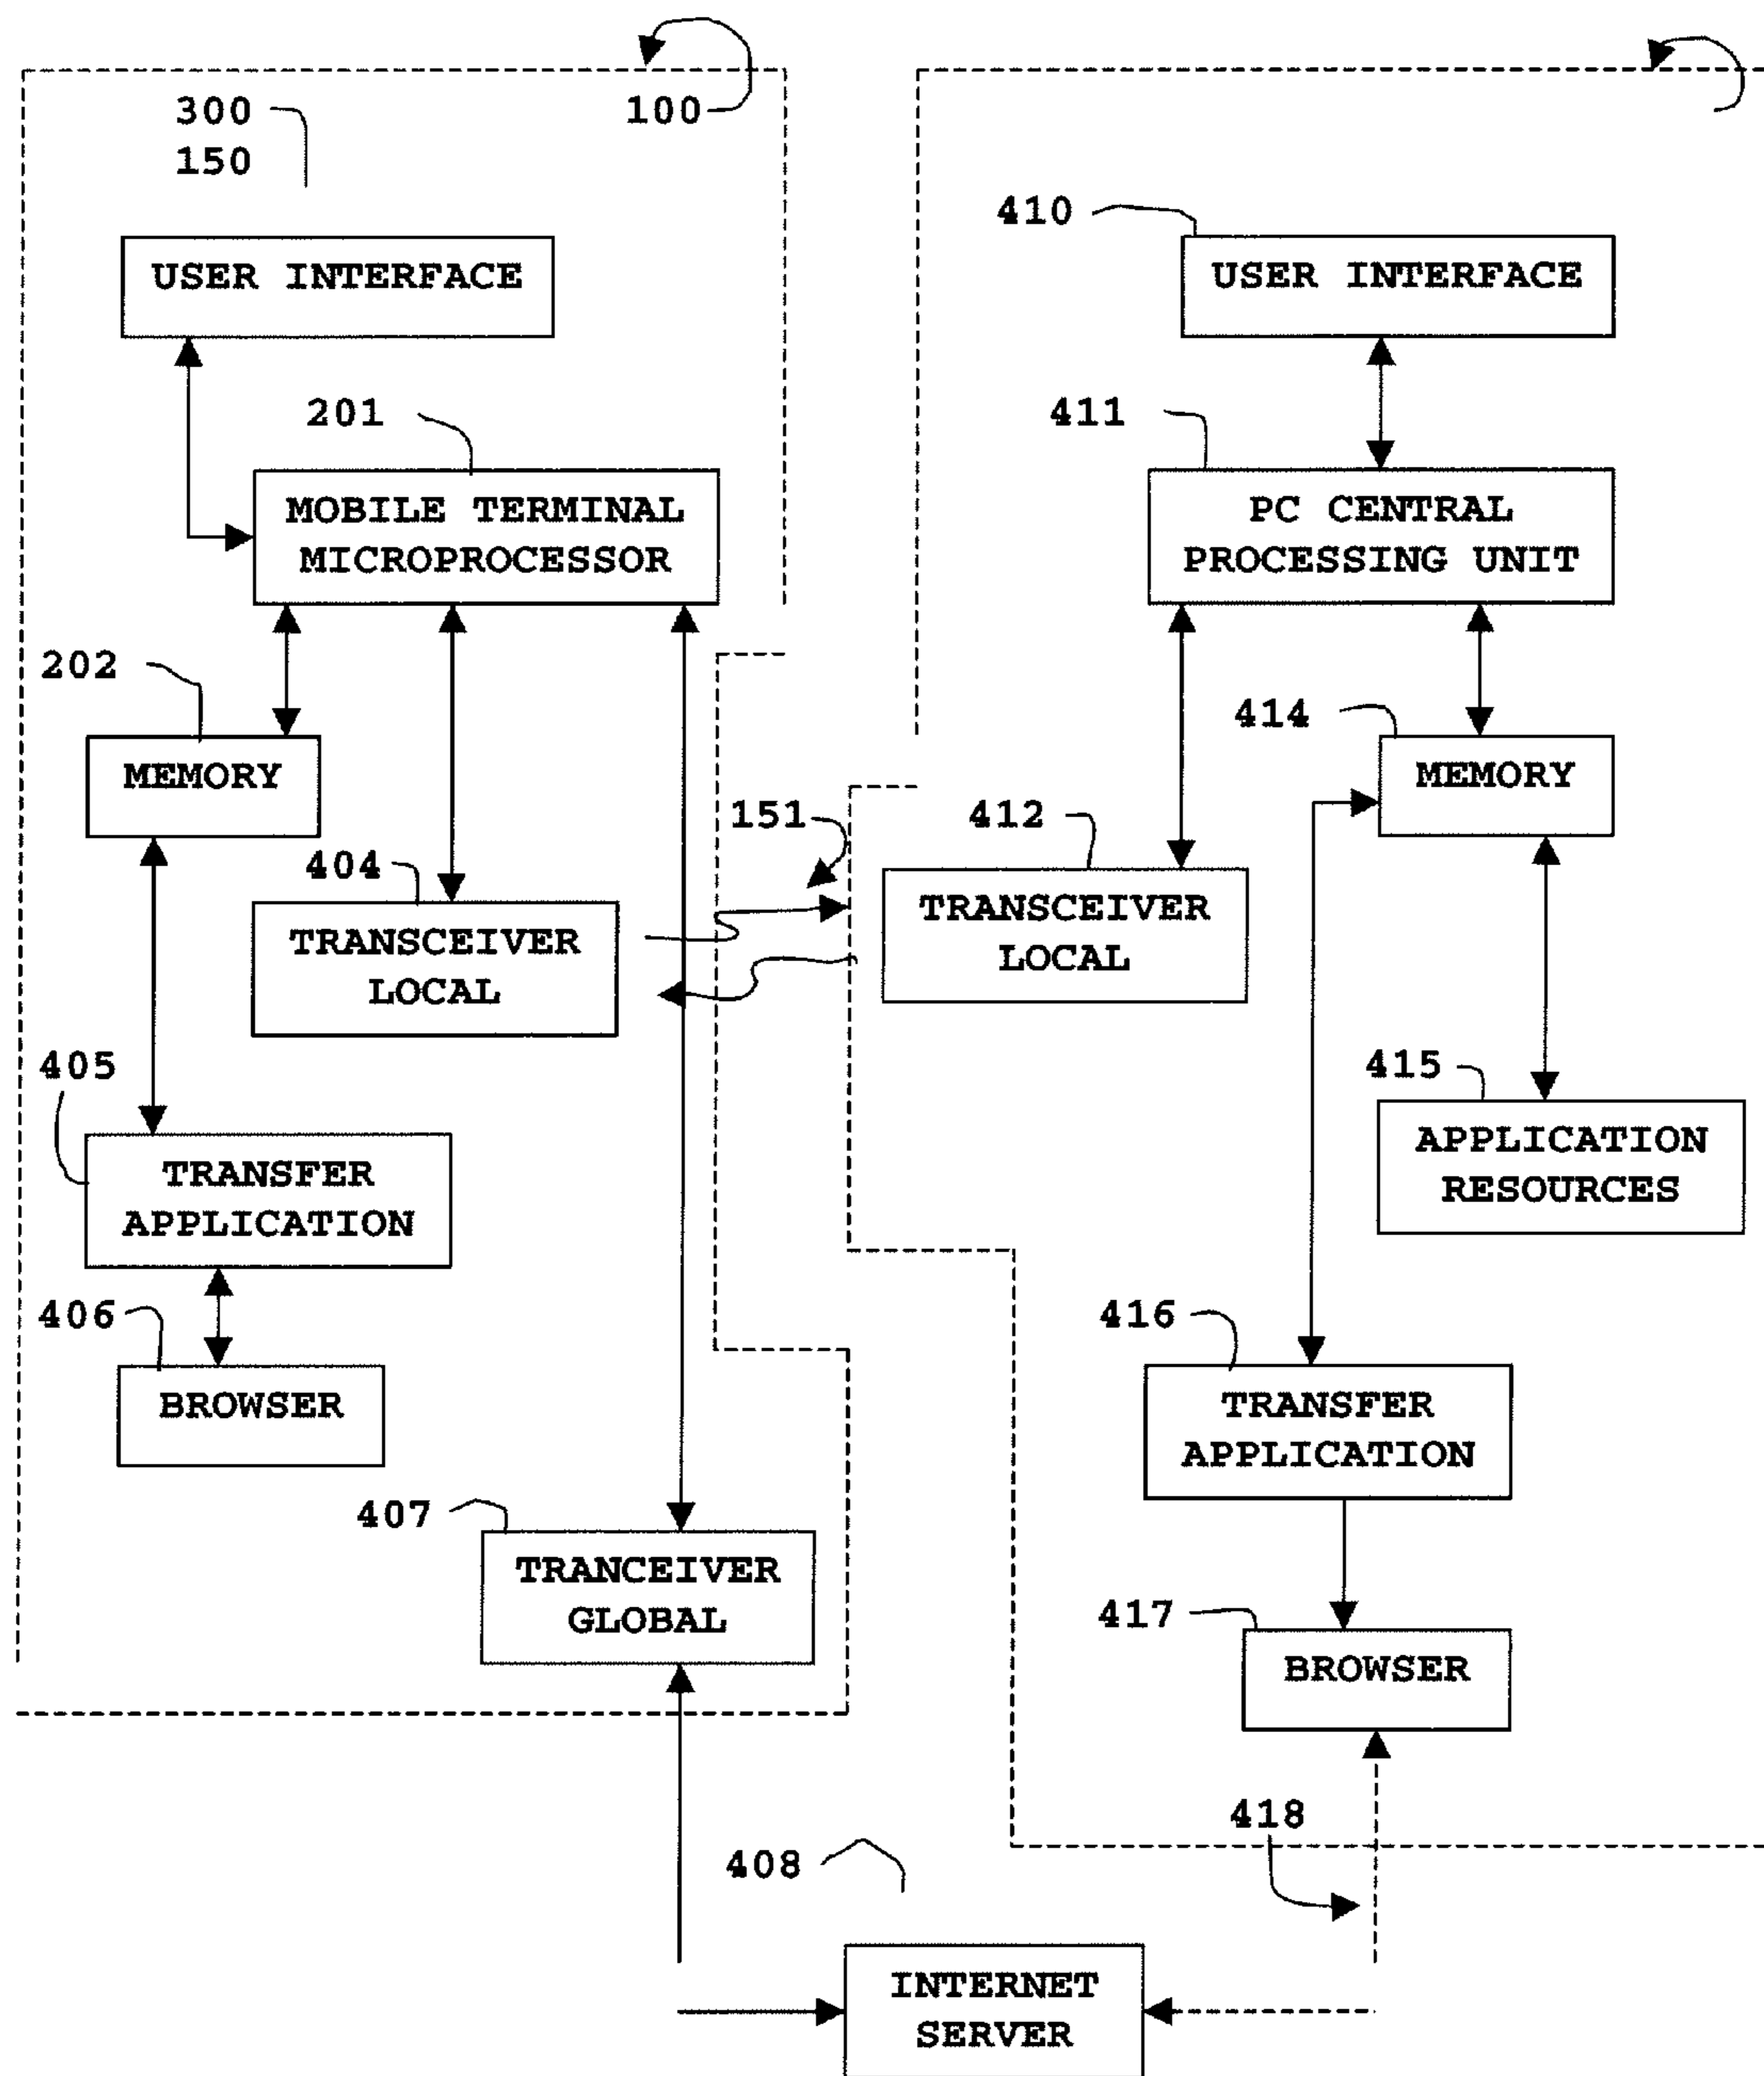 100
300
150
USER INTERFACE
201
MOBILE TERMINAL
MICROPROCESSOR
202
MEMORY
404
TRANSCEIVER
LOCAL
405
TRANSFER
APPLICATION
406
BROWSER
407
TRANCEIVER
GLOBAL
151
410
USER INTERFACE
411
PC CENTRAL
PROCESSING UNIT
414
MEMORY
412
TRANSCEIVER
LOCAL
415
APPLICATION
RESOURCES
416
TRANSFER
APPLICATION
417
BROWSER
418
408
INTERNET
SERVER